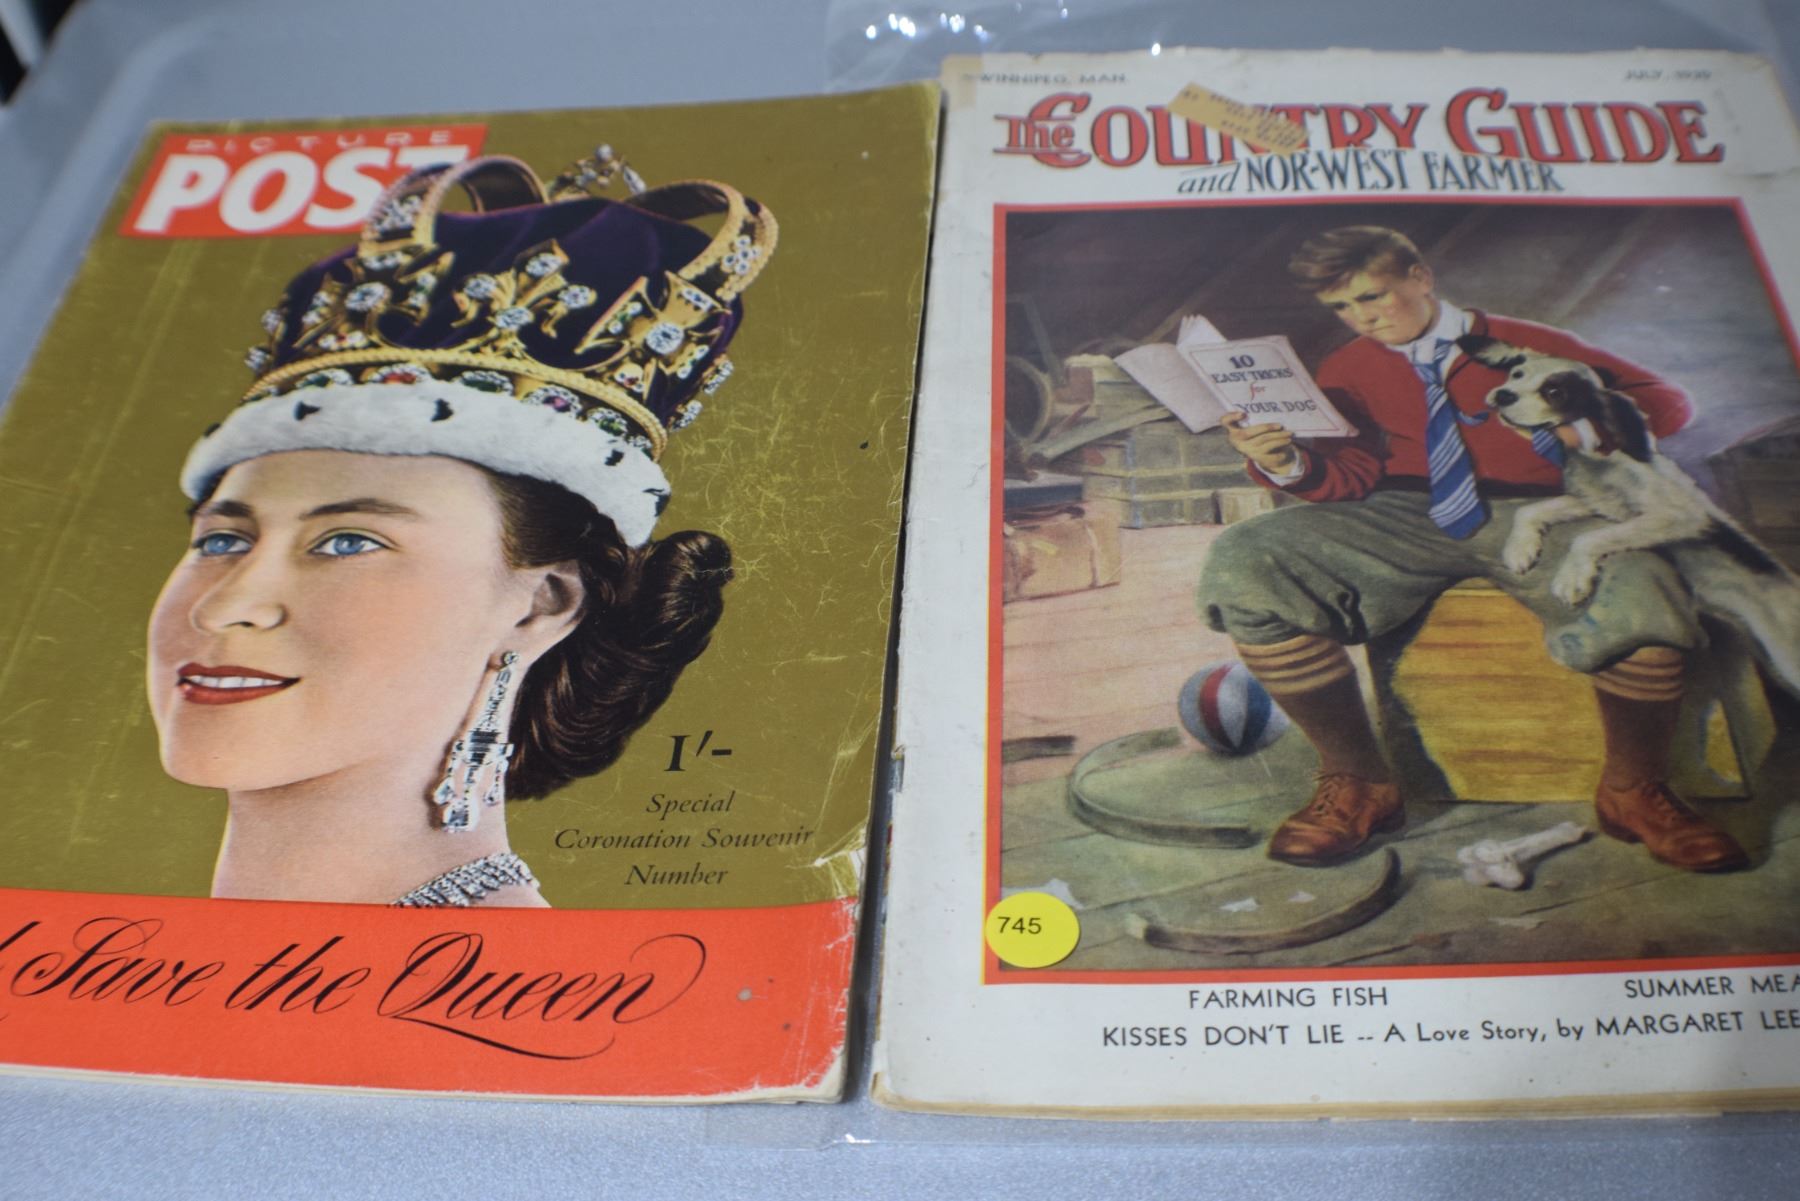 PICTURE
POST
1/-
Special
Coronation Souvenir
Number
Save the Queen
WINNIPEG, MAN.
JULY, 1939
The COUNTRY GUIDE
and NOR-WEST FARMER
10
EASY TRICKS
for
YOUR DOG
745
FARMING FISH
SUMMER MEA
KISSES DON'T LIE -- A Love Story, by MARGARET LEE